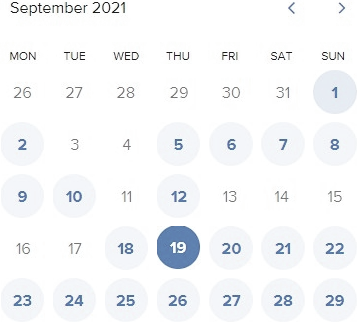 September 2021
MON TUE WED THU FRI SAT SUN
26 27 28 29 30 31 1
2 3 4 5 6 7 8
9 10 11 12 13 14 15
16 17 18 19 20 21 22
23 24 25 26 27 28 29